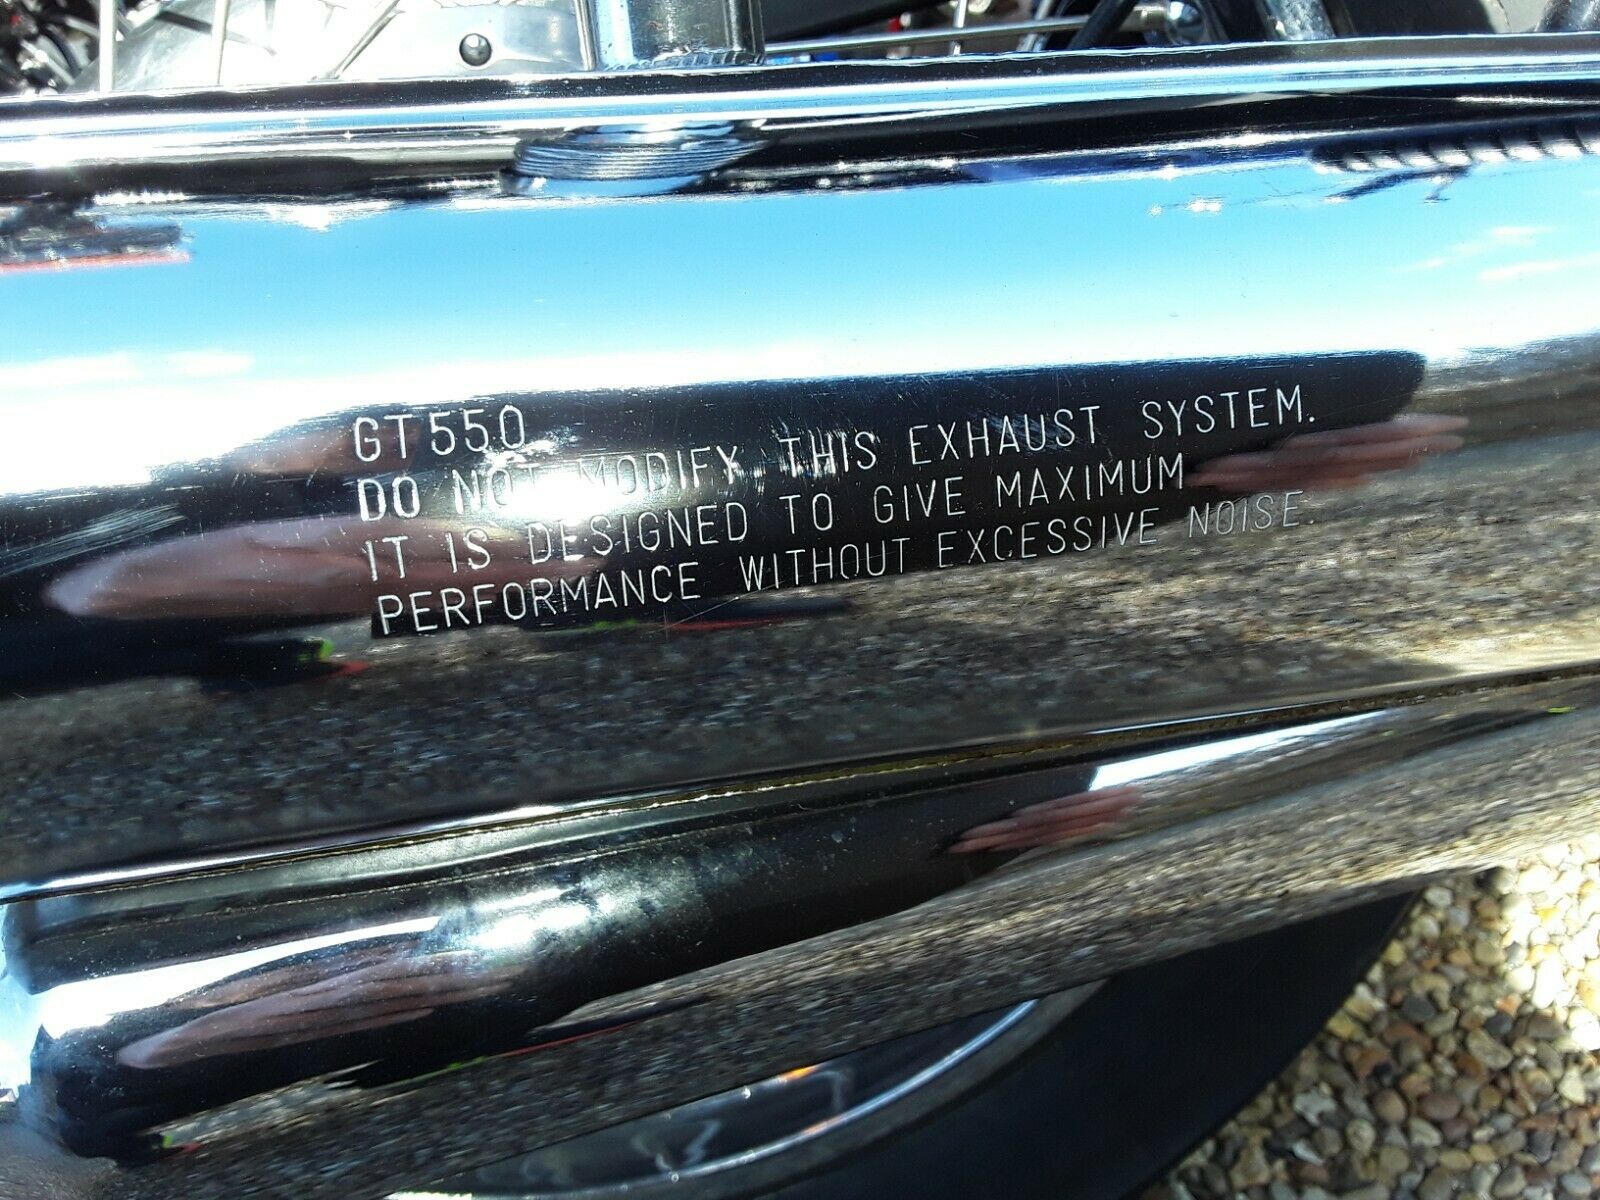 GT550
DO NOT MODIFY THIS EXHAUST SYSTEM.
IT IS DESIGNED TO GIVE MAXIMUM
PERFORMANCE WITHOUT EXCESSIVE NOISE.